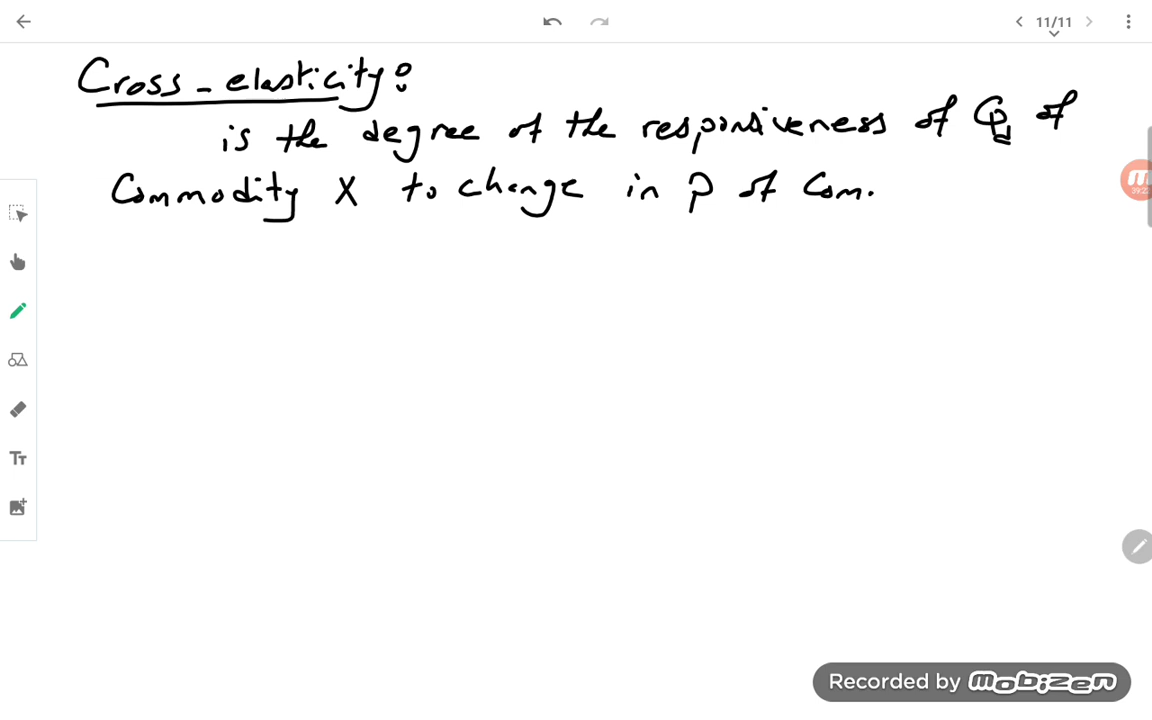 11/11
Cross - elasticity:
is the degree of the responsiveness of Qd of
Commodity X to change in P of Com.
Recorded by mobizen